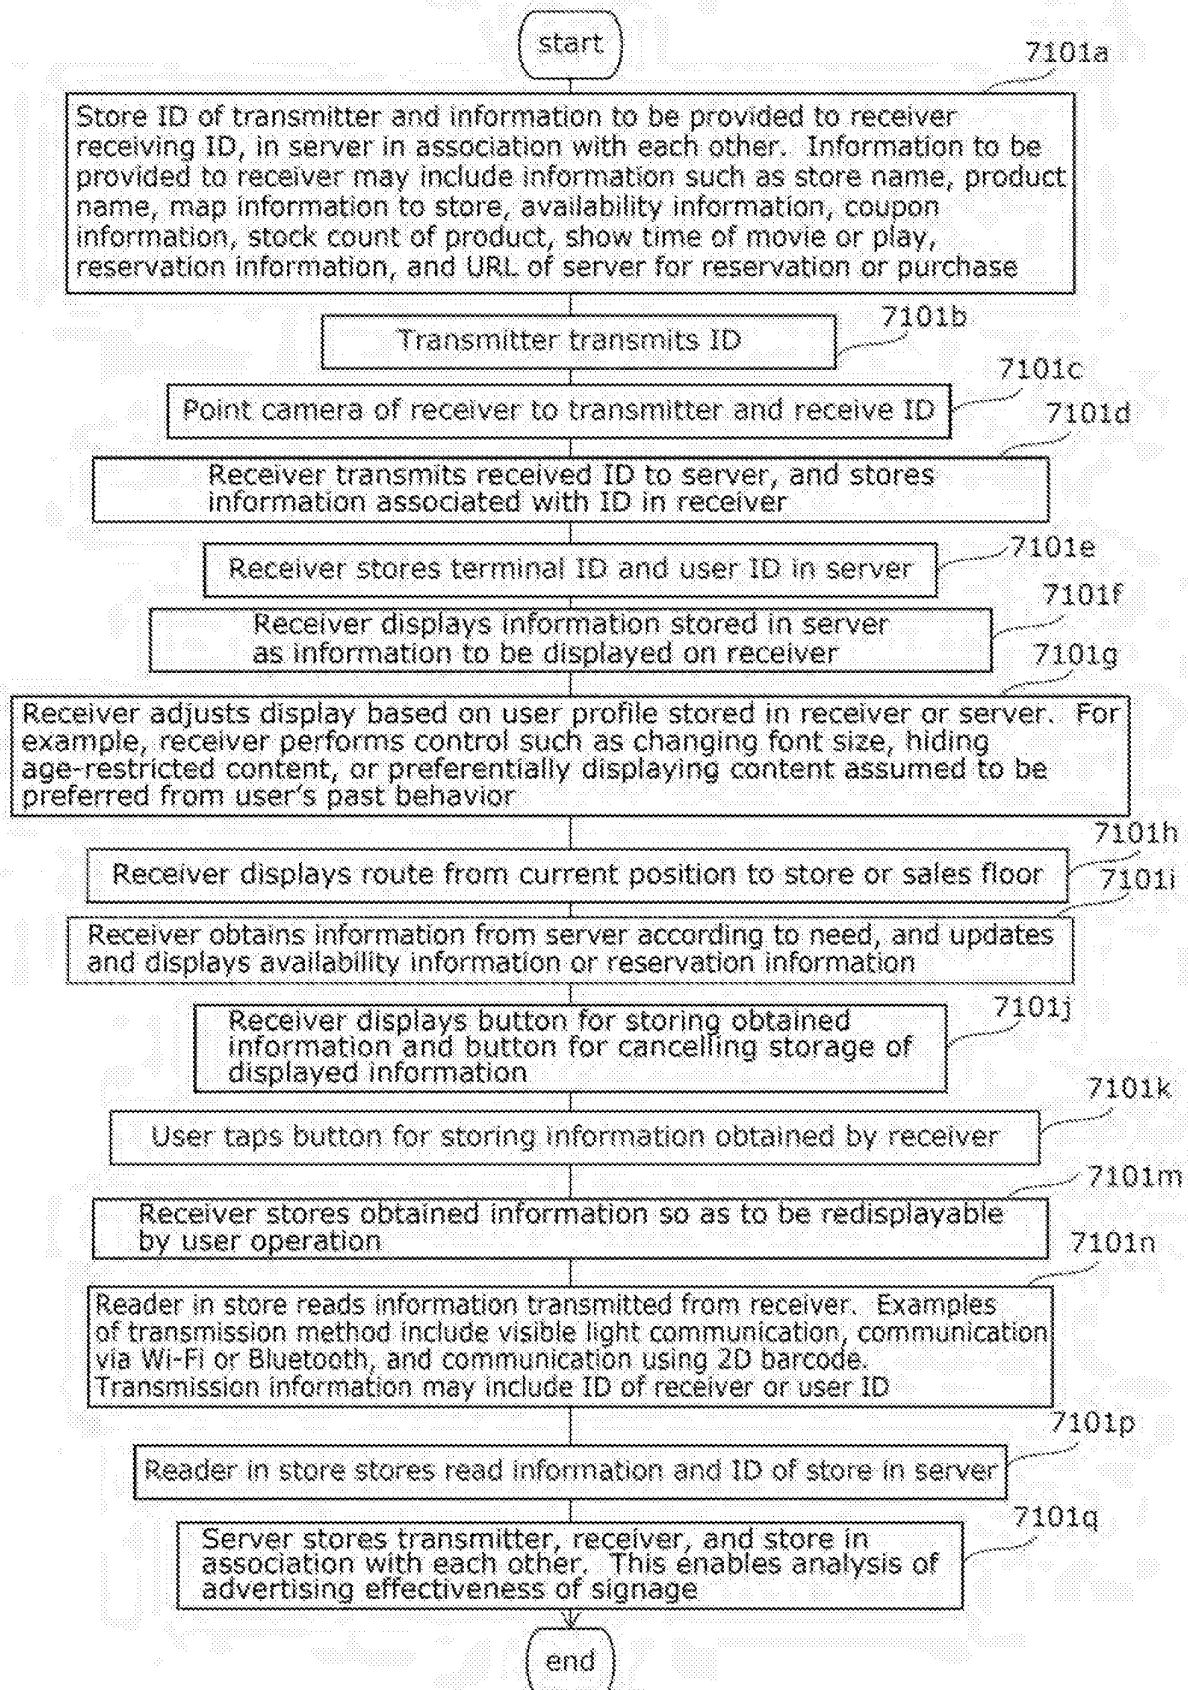 start
7101a
Store ID of transmitter and information to be provided to receiver
receiving ID, in server in association with each other. Information to be
provided to receiver may include information such as store name, product
name, map information to store, availability information, coupon
information, stock count of product, show time of movie or play,
reservation information, and URL of server for reservation or purchase
7101b
Transmitter transmits ID
7101c
Point camera of receiver to transmitter and receive ID
7101d
Receiver transmits received ID to server, and stores
information associated with ID in receiver
7101e
Receiver stores terminal ID and user ID in server
7101f
Receiver displays information stored in server
as information to be displayed on receiver
7101g
Receiver adjusts display based on user profile stored in receiver or server. For
example, receiver performs control such as changing font size, hiding
age-restricted content, or preferentially displaying content assumed to be
preferred from user's past behavior
7101h
Receiver displays route from current position to store or sales floor
7101i
Receiver obtains information from server according to need, and updates
and displays availability information or reservation information
7101j
Receiver displays button for storing obtained
information and button for cancelling storage of
displayed information
7101k
User taps button for storing information obtained by receiver
7101m
Receiver stores obtained information so as to be redisplayable
by user operation
7101n
Reader in store reads information transmitted from receiver. Examples
of transmission method include visible light communication, communication
via Wi-Fi or Bluetooth, and communication using 2D barcode.
Transmission information may include ID of receiver or user ID
7101p
Reader in store stores read information and ID of store in server
7101q
Server stores transmitter, receiver, and store in
association with each other. This enables analysis of
advertising effectiveness of signage
end